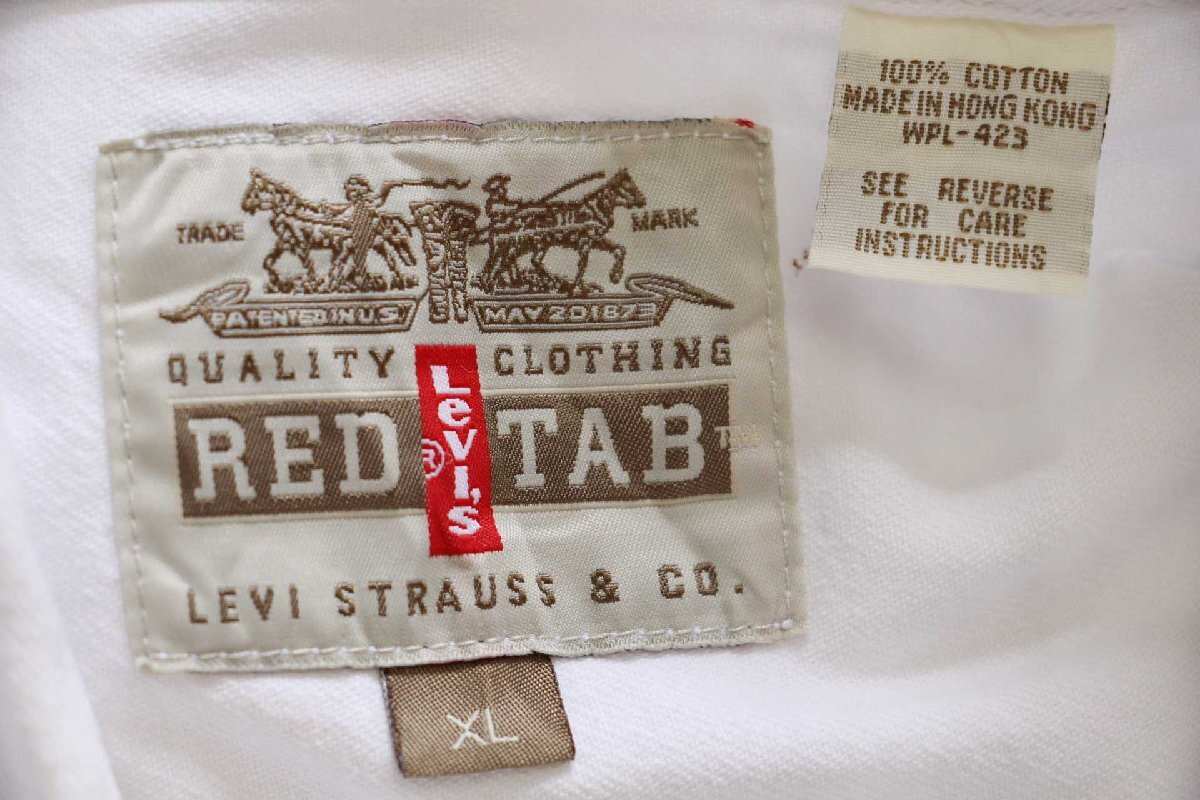 TRADE MARK
PATENTED IN U.S. MAY 20 1873
QUALITY CLOTHING
RED TAB
Levi's
®
LEVI STRAUSS & CO.
XL
100% COTTON
MADE IN HONG KONG
WPL-423
SEE REVERSE
FOR CARE
INSTRUCTIONS